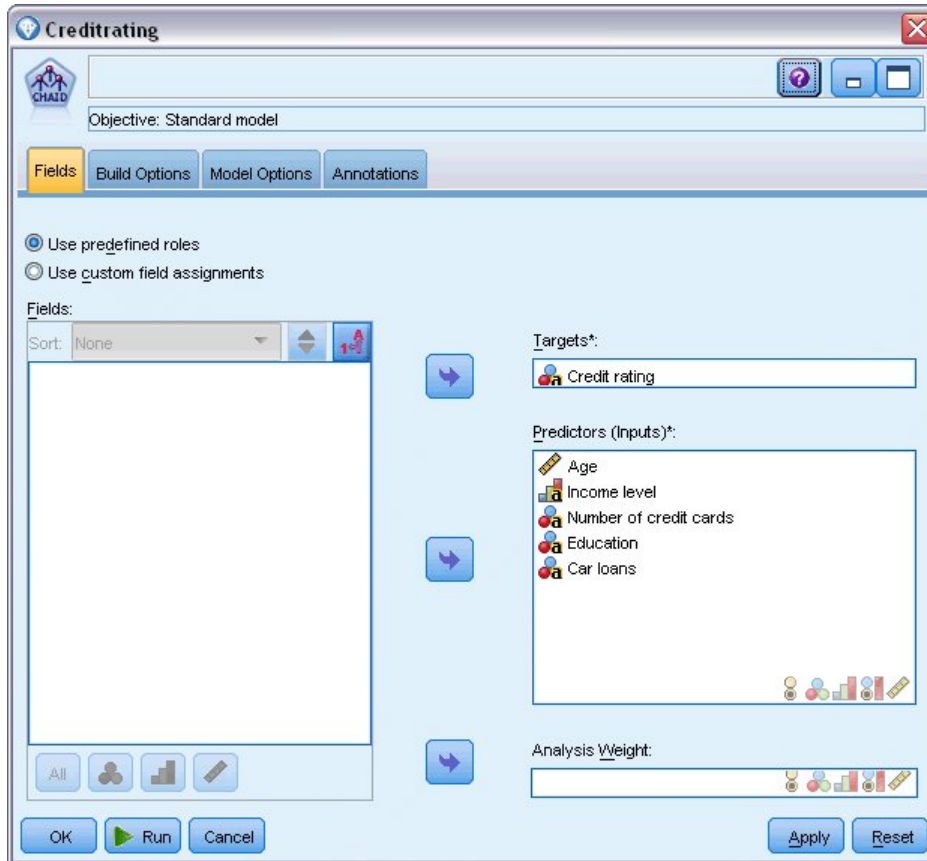 Creditrating
CHAID
Objective: Standard model
Fields Build Options Model Options Annotations
Use predefined roles
Use custom field assignments
Fields:
Sort: None
Targets*:
Credit rating
Predictors (Inputs)*:
Age
Income level
Number of credit cards
Education
Car loans
All
Analysis Weight:
OK Run Cancel Apply Reset